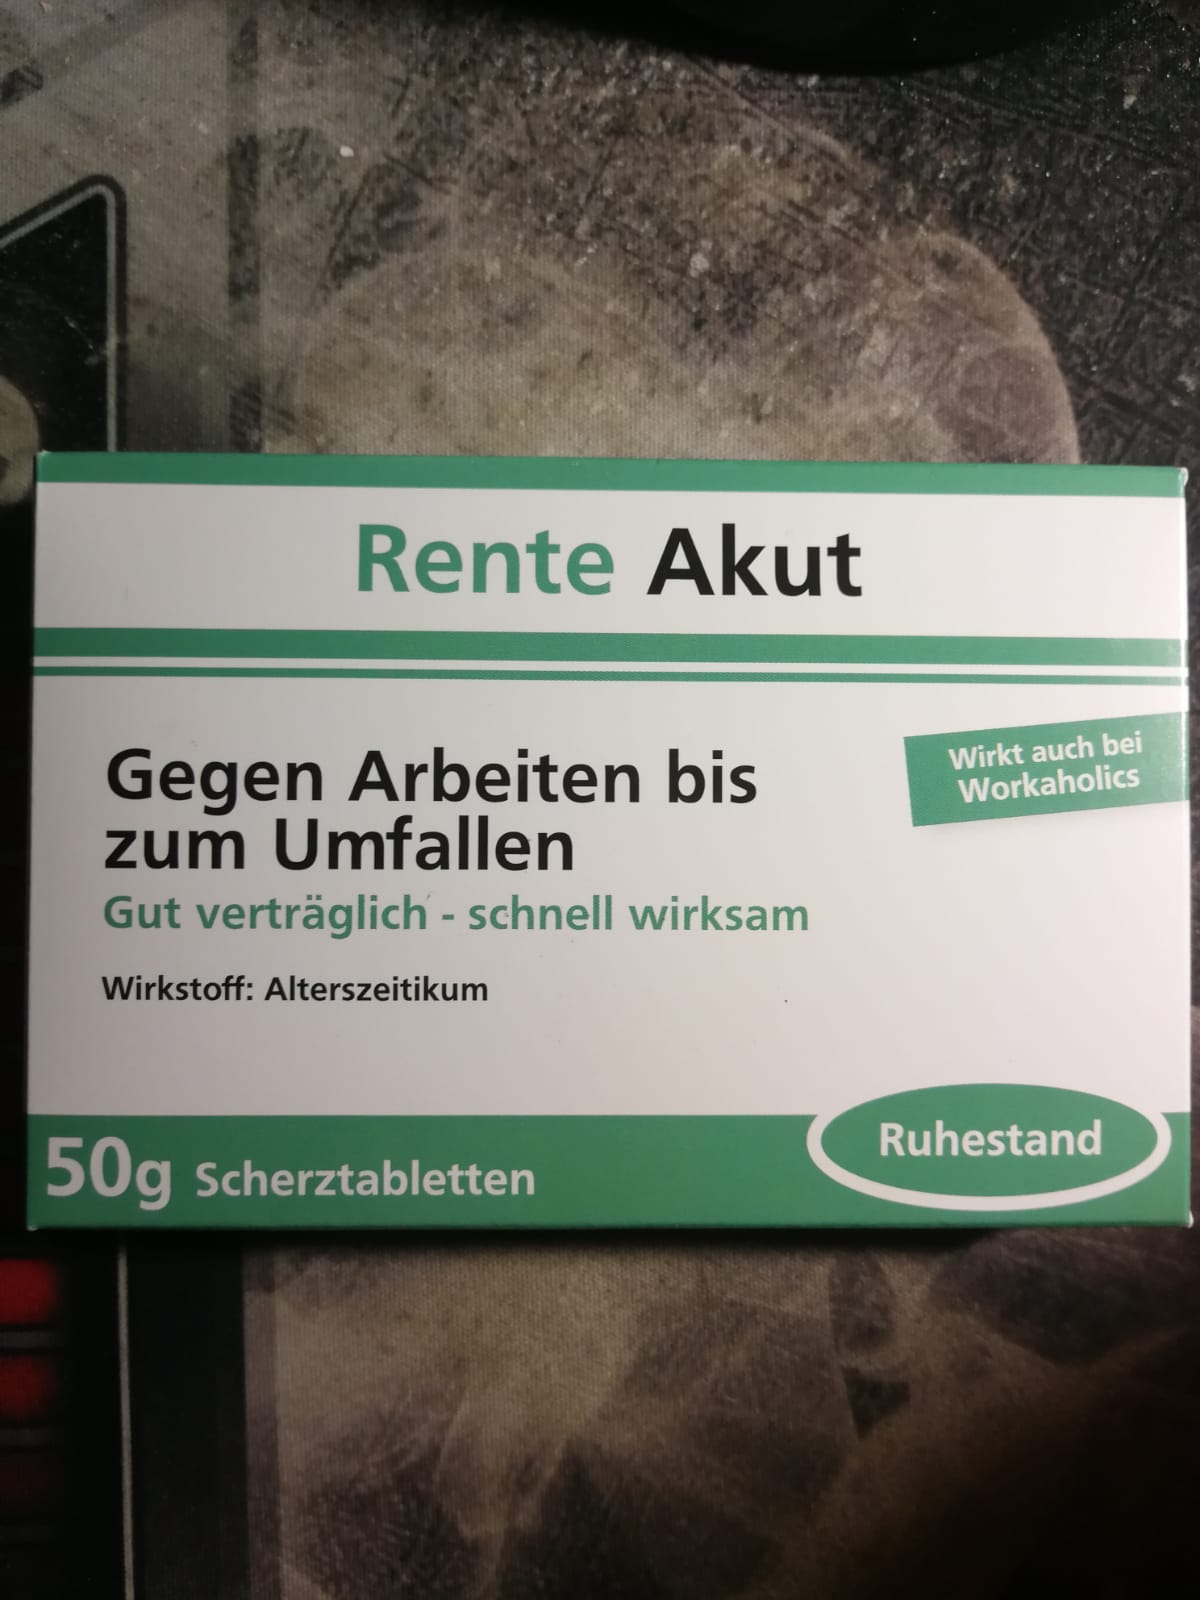 Rente Akut
Wirkt auch bei
Workaholics
Gegen Arbeiten bis
zum Umfallen
Gut verträglich - schnell wirksam
Wirkstoff: Alterszeitikum
Ruhestand
50g Scherztabletten